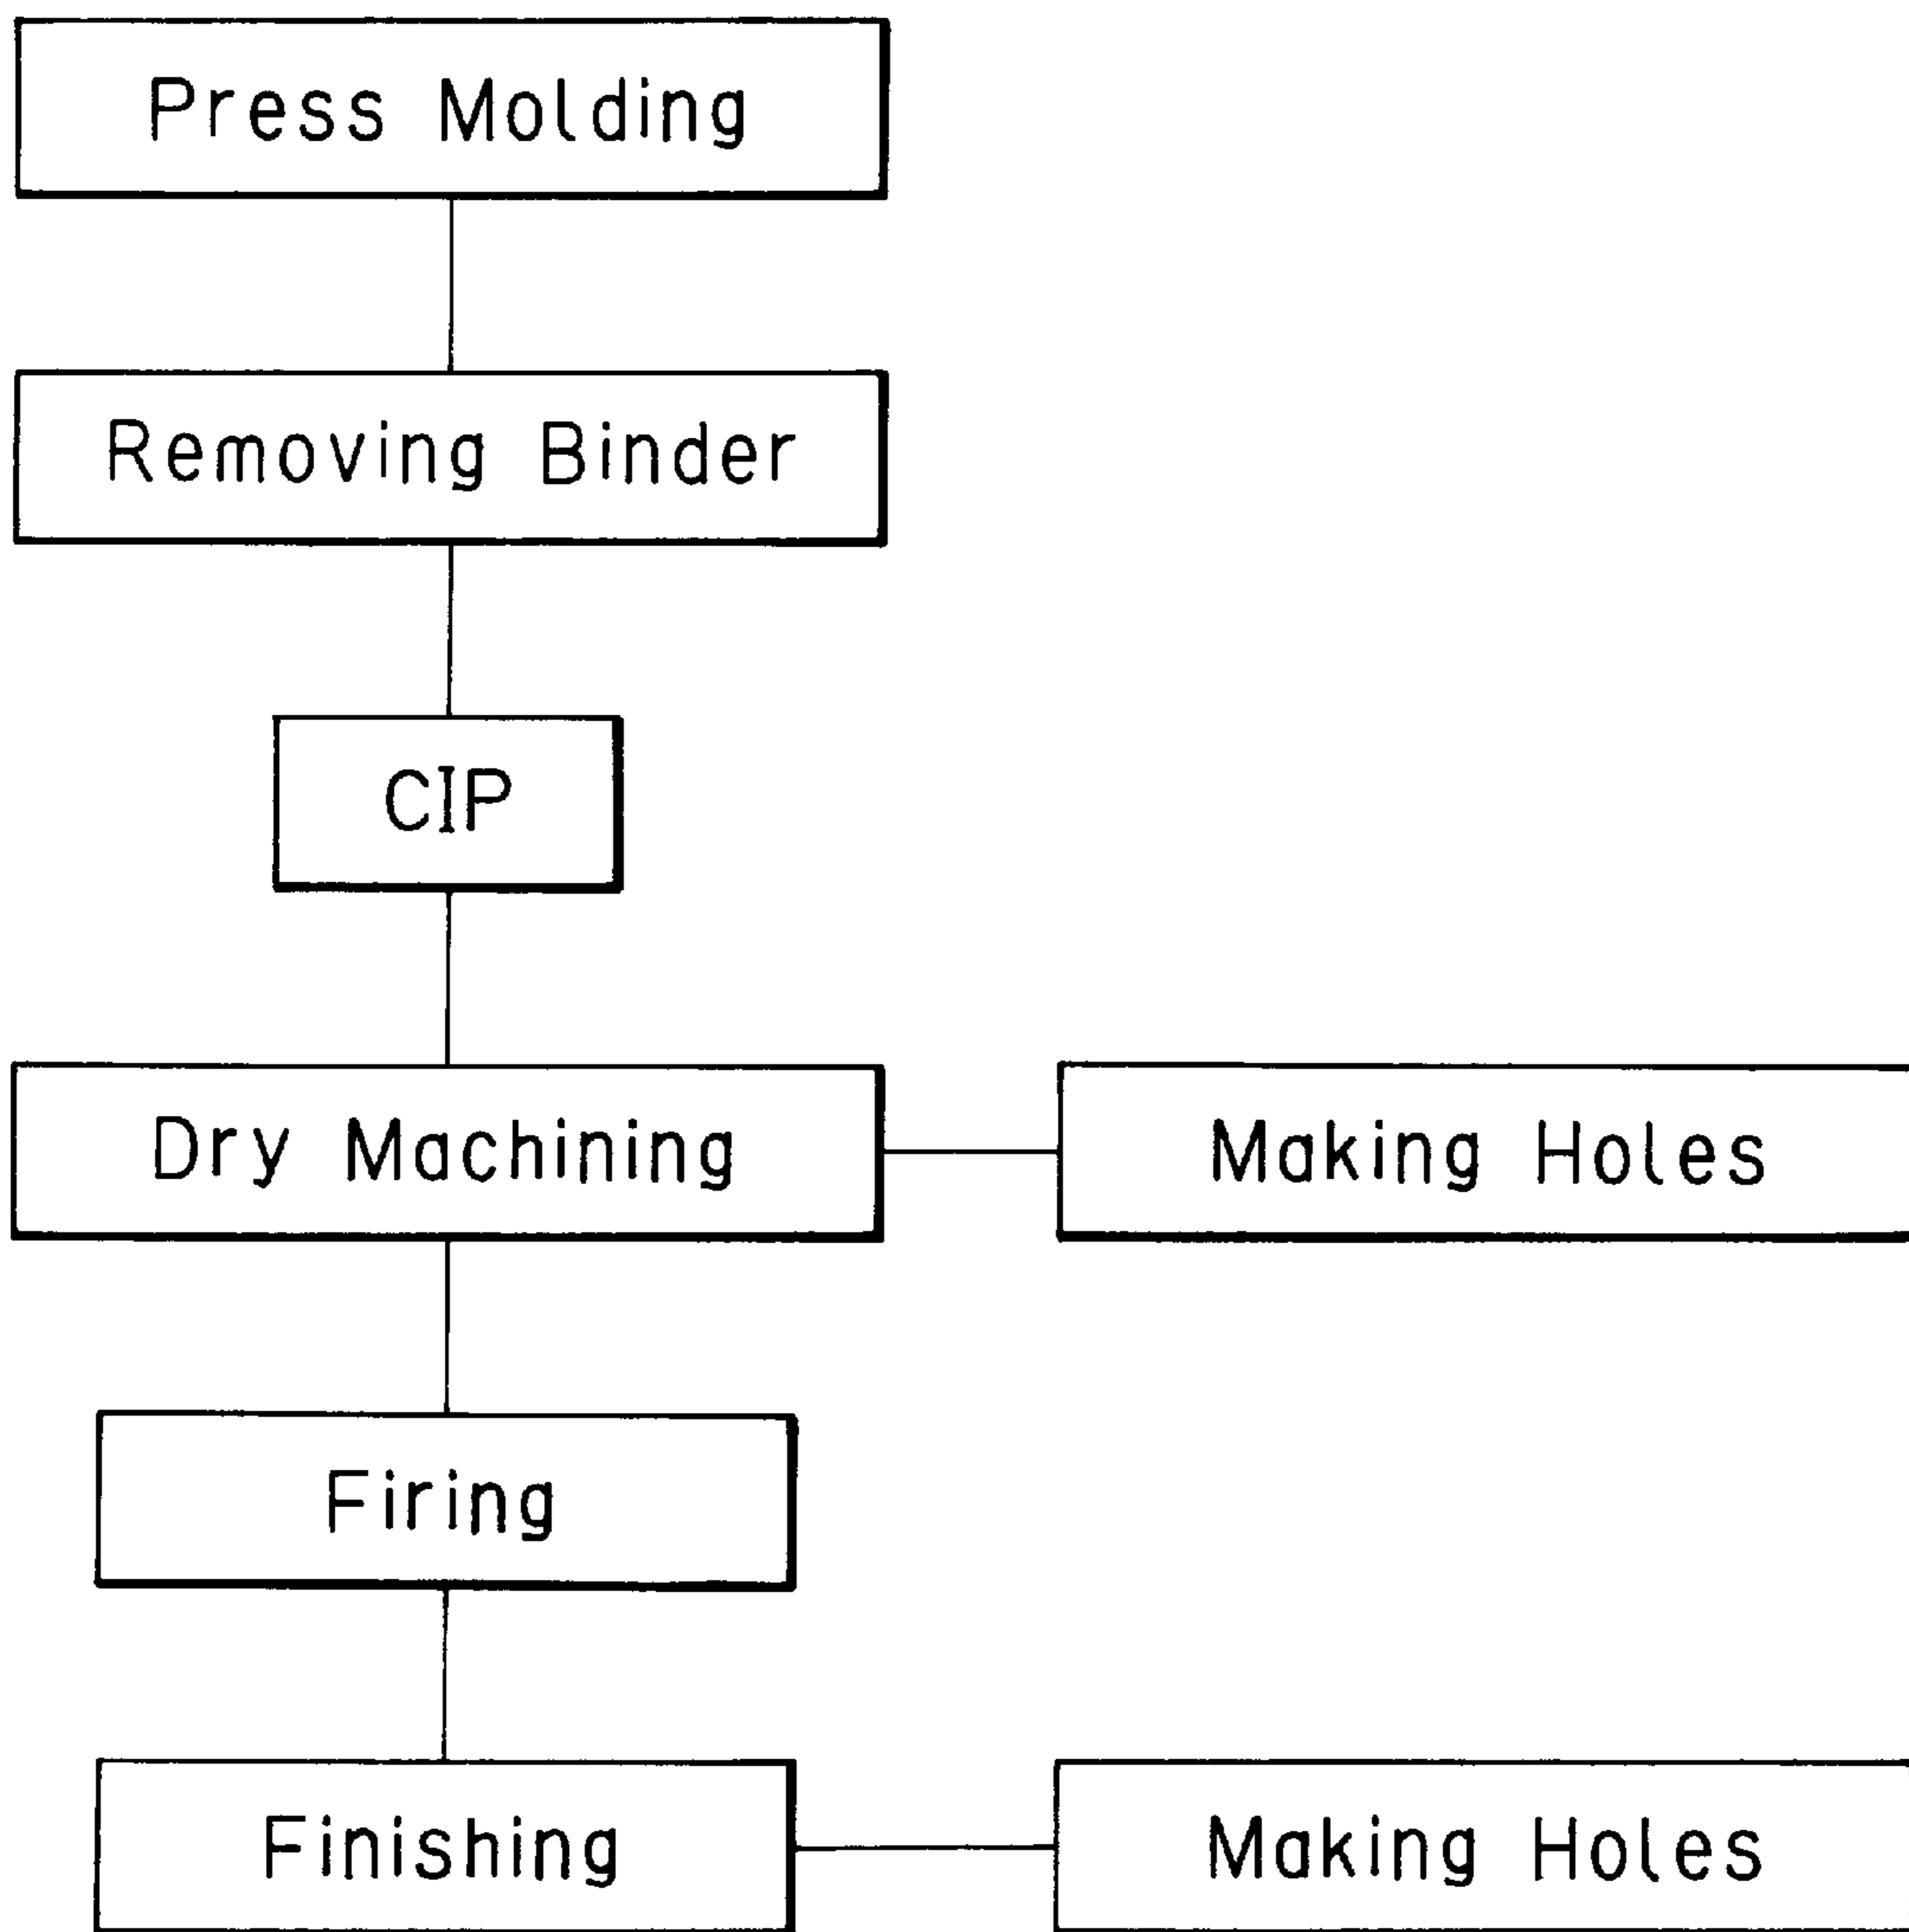 Press Molding
Removing Binder
CIP
Dry Machining
Making Holes
Firing
Finishing
Making Holes